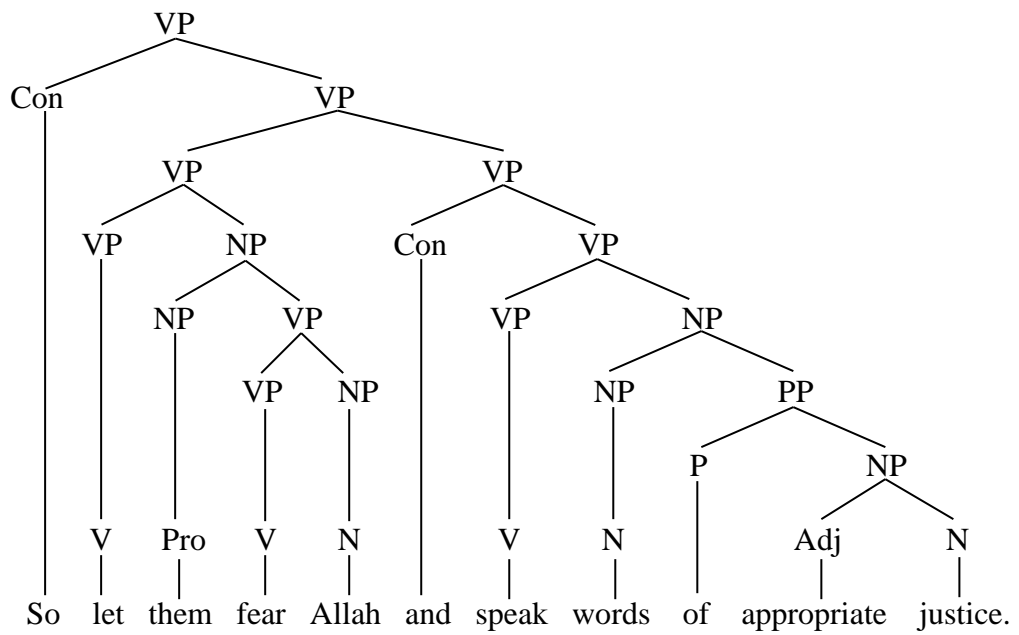 VP
Con VP
VP VP
VP NP Con VP
NP VP VP NP
VP NP NP PP
P NP
V Pro V N V N Adj N
So let them fear Allah and speak words of appropriate justice.